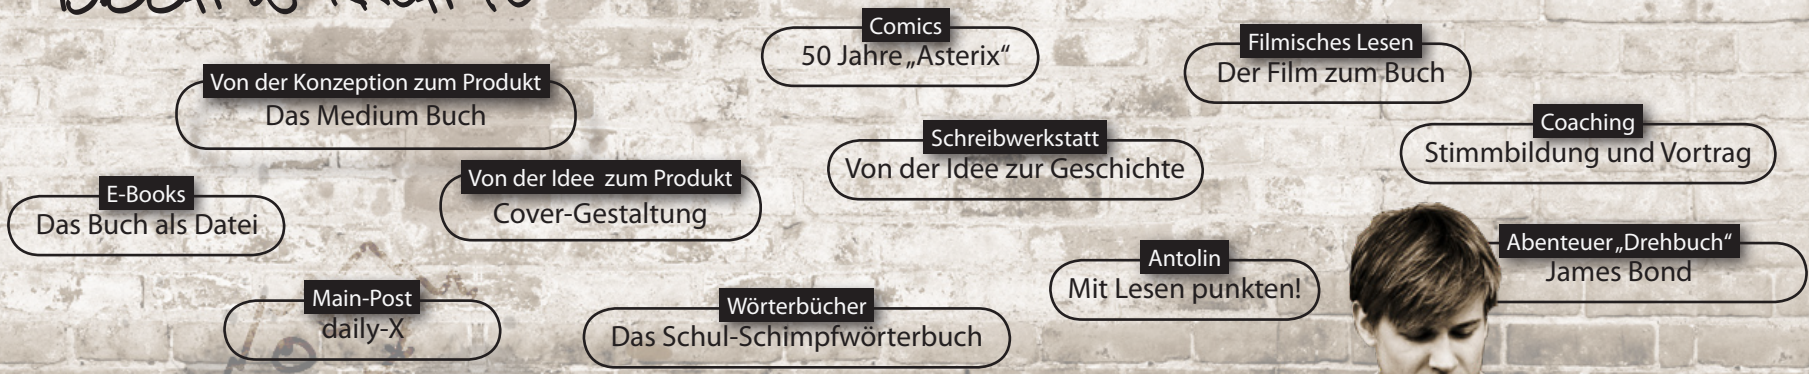 Comics
50 Jahre „Asterix“
Filmisches Lesen
Der Film zum Buch
Von der Konzeption zum Produkt
Das Medium Buch
Coaching
Stimmbildung und Vortrag
Schreibwerkstatt
Von der Idee zur Geschichte
Von der Idee zum Produkt
Cover-Gestaltung
E-Books
Das Buch als Datei
Abenteuer „Drehbuch“
James Bond
Antolin
Mit Lesen punkten!
Main-Post
daily-X
Wörterbücher
Das Schul-Schimpfwörterbuch